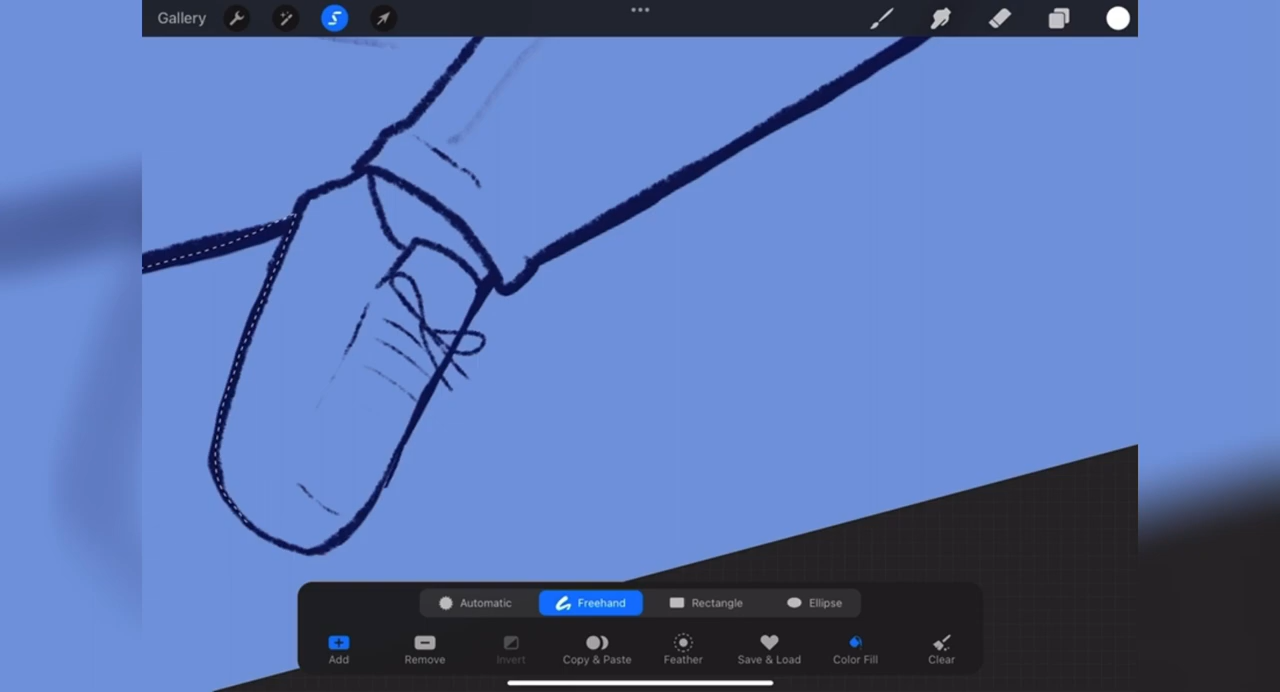 Gallery
Automatic Freehand Rectangle Ellipse
Add Remove Invert Copy & Paste Feather Save & Load Color Fill Clear